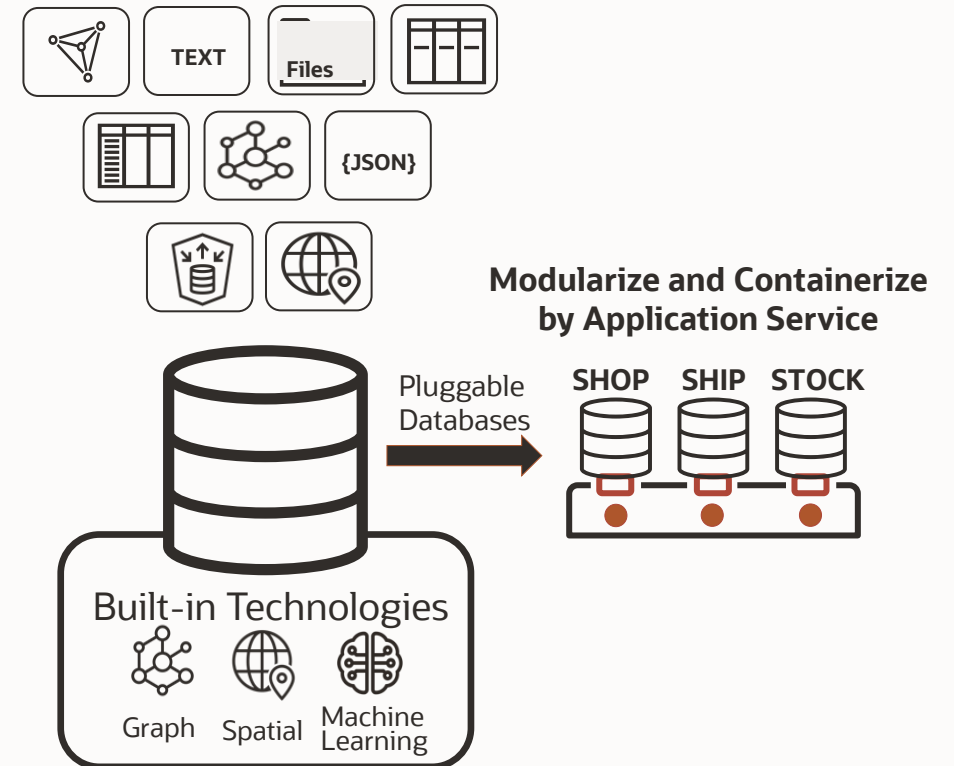 TEXT
Files
{JSON}
Modularize and Containerize
by Application Service
Pluggable
Databases
SHOP
SHIP
STOCK
Built-in Technologies
Graph
Spatial
Machine
Learning